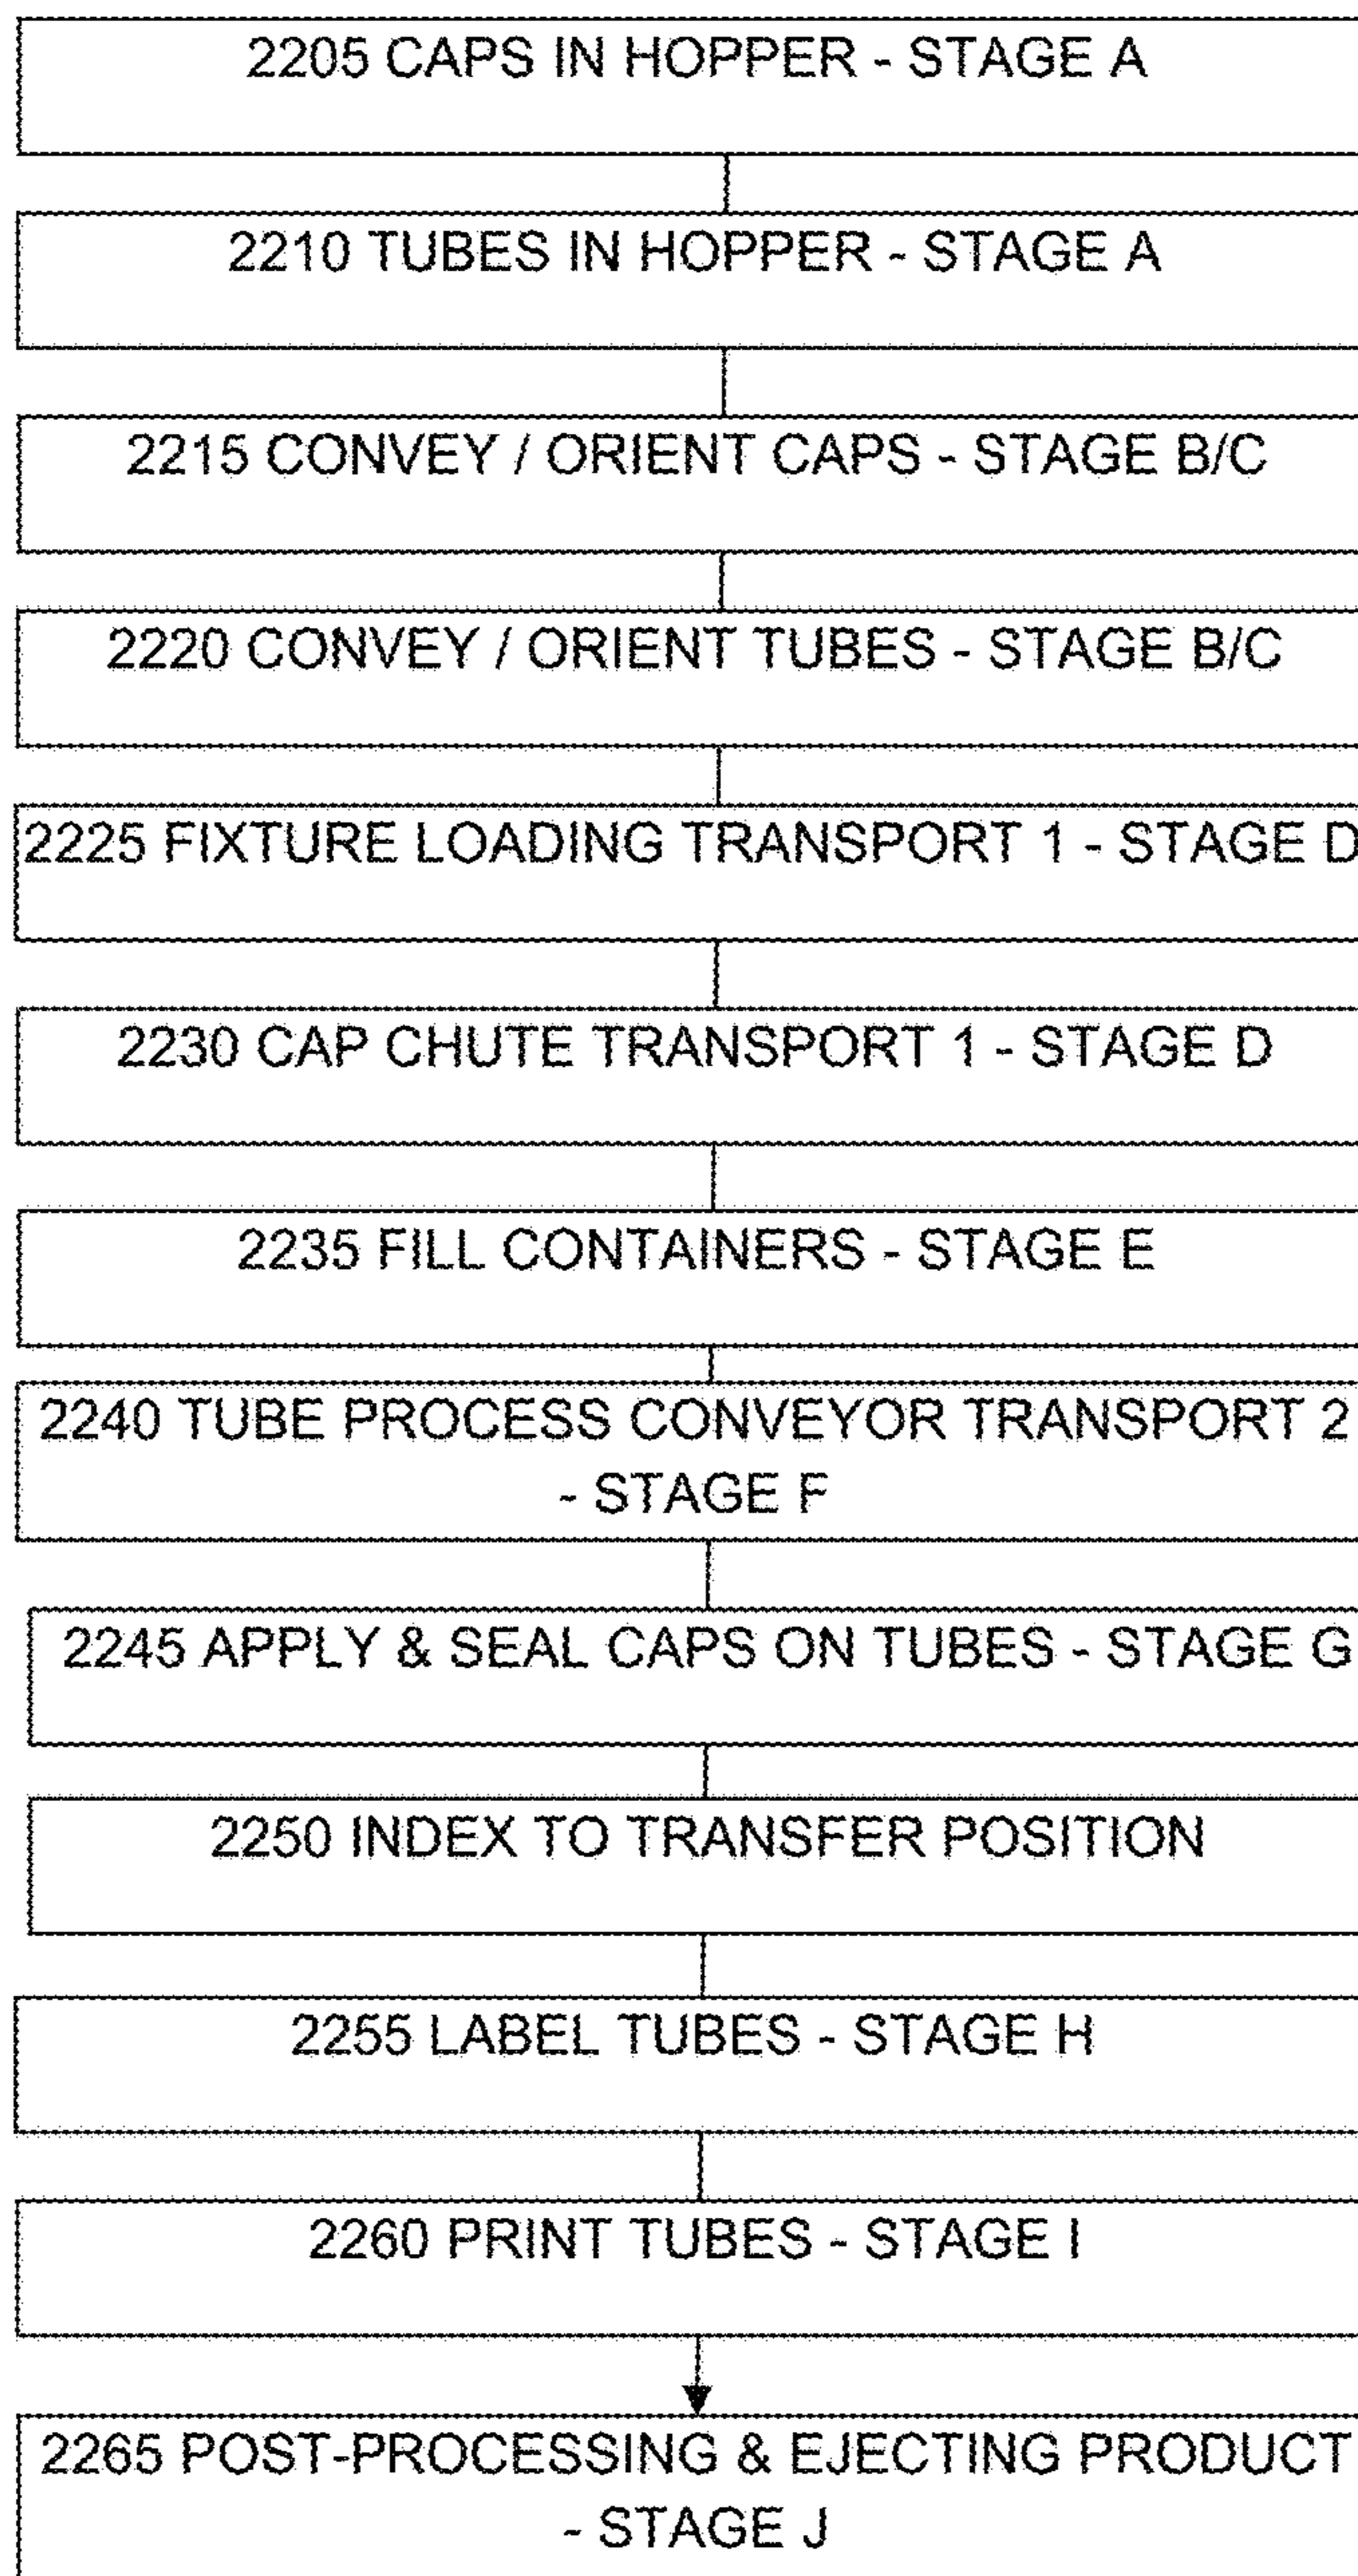 2205 CAPS IN HOPPER - STAGE A
2210 TUBES IN HOPPER - STAGE A
2215 CONVEY / ORIENT CAPS - STAGE B/C
2220 CONVEY / ORIENT TUBES - STAGE B/C
2225 FIXTURE LOADING TRANSPORT 1 - STAGE D
2230 CAP CHUTE TRANSPORT 1 - STAGE D
2235 FILL CONTAINERS - STAGE E
2240 TUBE PROCESS CONVEYOR TRANSPORT 2
- STAGE F
2245 APPLY & SEAL CAPS ON TUBES - STAGE G
2250 INDEX TO TRANSFER POSITION
2255 LABEL TUBES - STAGE H
2260 PRINT TUBES - STAGE I
2265 POST-PROCESSING & EJECTING PRODUCT
- STAGE J